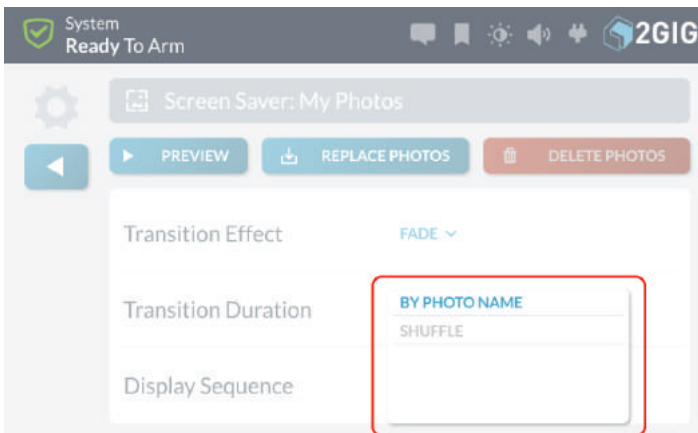 System
Ready To Arm
2GIG
Screen Saver: My Photos
PREVIEW
REPLACE PHOTOS
DELETE PHOTOS
Transition Effect
FADE
Transition Duration
BY PHOTO NAME
SHUFFLE
Display Sequence